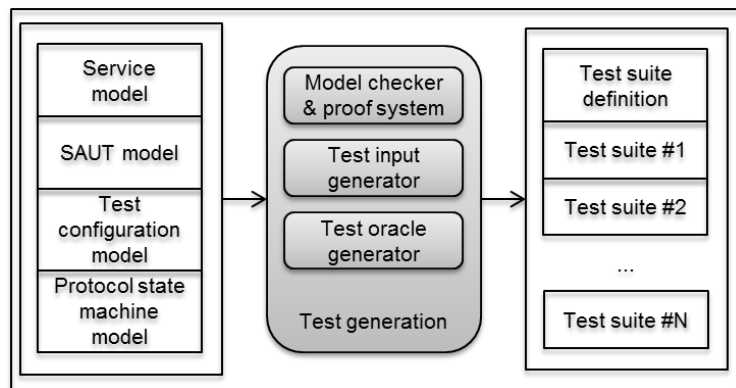 Service
model
SAUT model
Test
configuration
model
Protocol state
machine
model
Model checker
& proof system
Test input
generator
Test oracle
generator
Test generation
Test suite
definition
Test suite #1
Test suite #2
...
Test suite #N